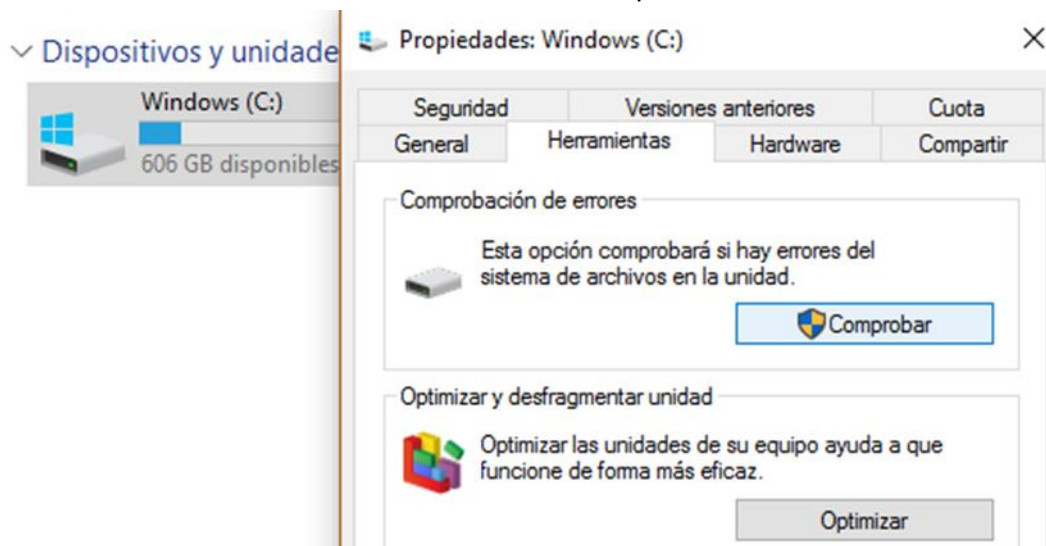 Dispositivos y unidade
Windows (C:)
606 GB disponibles
Propiedades: Windows (C:)
Seguridad Versiones anteriores Cuota
General Herramientas Hardware Compartir
Comprobación de errores
Esta opción comprobará si hay errores del
sistema de archivos en la unidad.
Comprobar
Optimizar y desfragmentar unidad
Optimizar las unidades de su equipo ayuda a que
funcione de forma más eficaz.
Optimizar